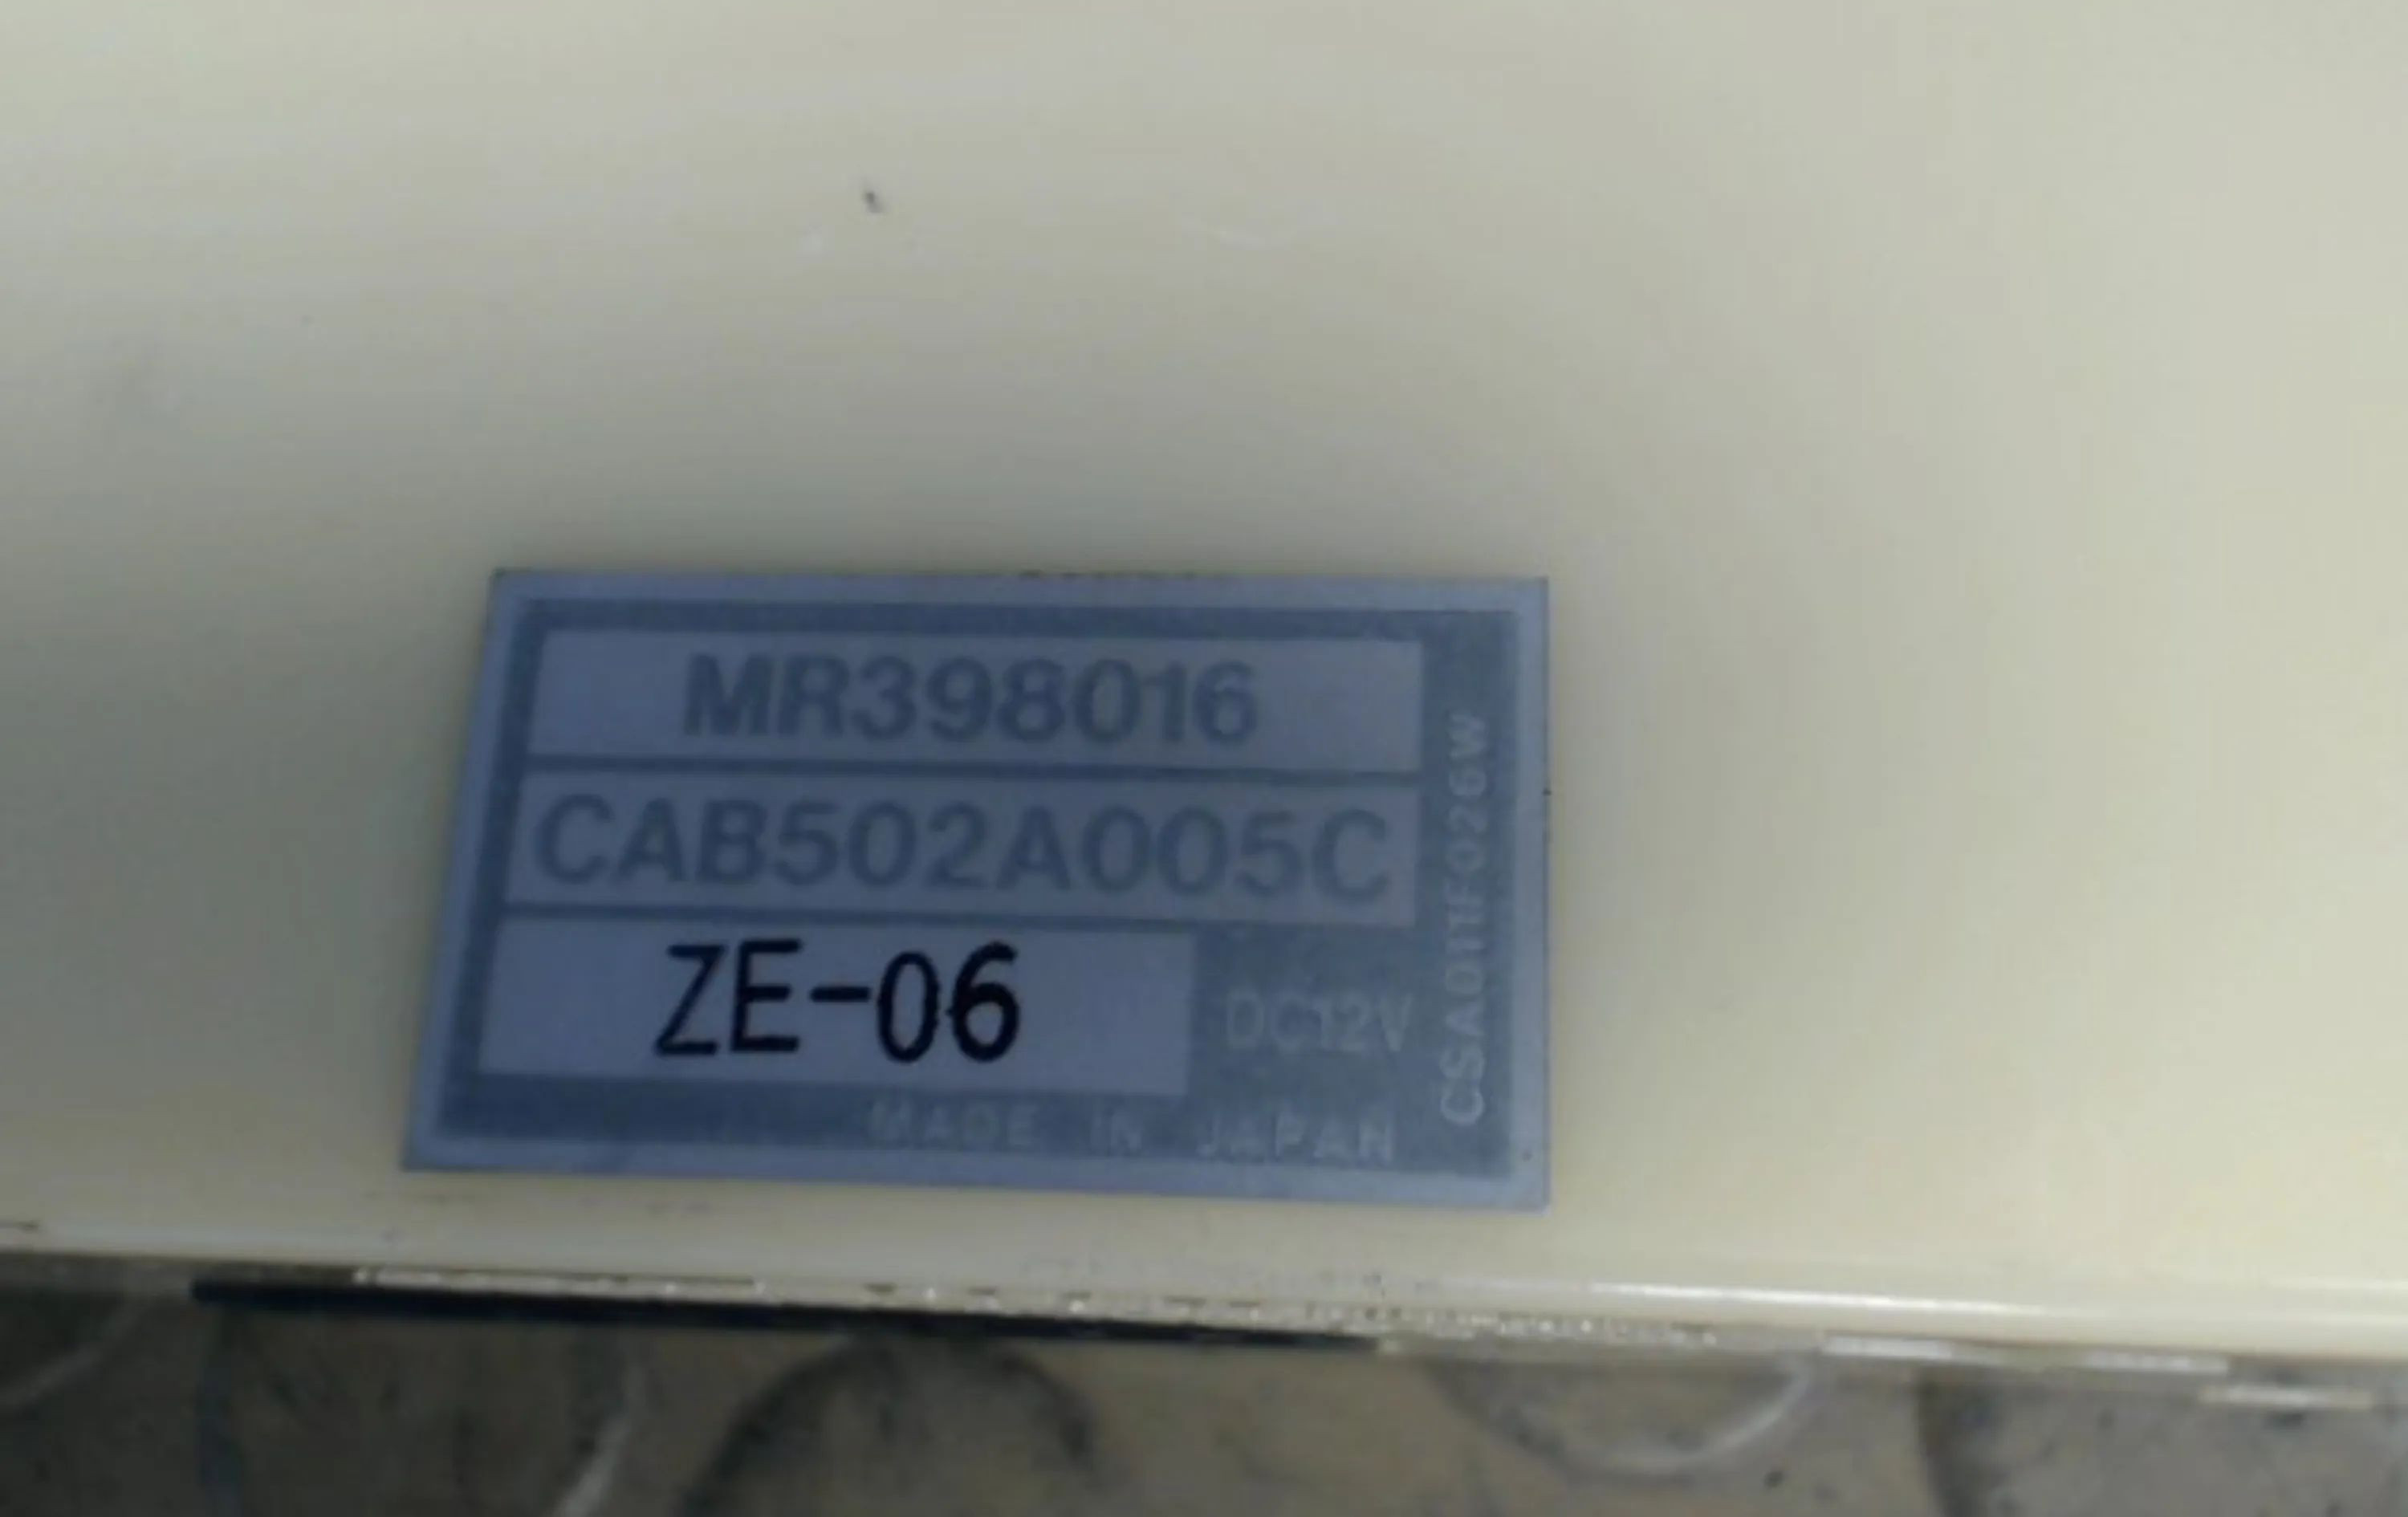 MR398016
CAB502A005C
ZE-06
DC12V
MADE IN JAPAN
CSA011F026W